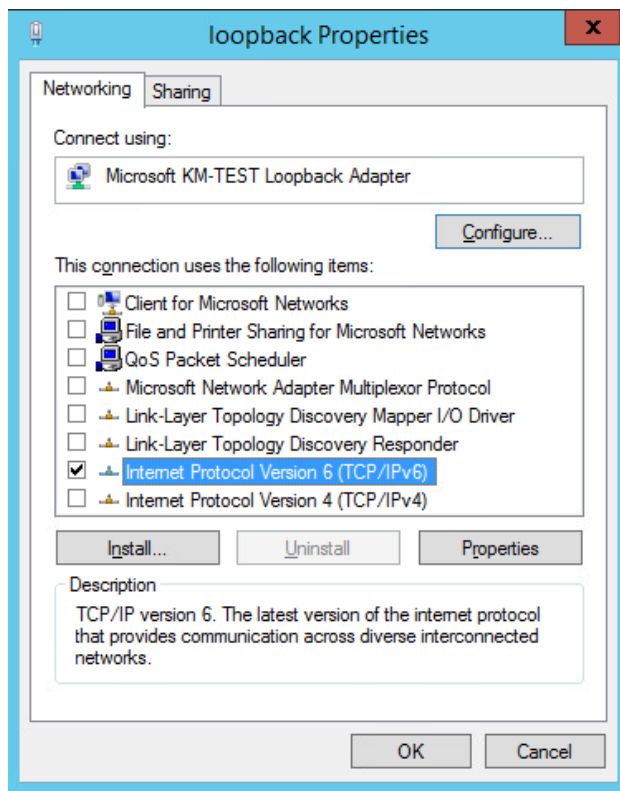 loopback Properties
x
Networking
Sharing
Connect using:
Microsoft KM-TEST Loopback Adapter
Configure...
This connection uses the following items:
Client for Microsoft Networks
File and Printer Sharing for Microsoft Networks
QoS Packet Scheduler
Microsoft Network Adapter Multiplexor Protocol
Link-Layer Topology Discovery Mapper I/O Driver
Link-Layer Topology Discovery Responder
Internet Protocol Version 6 (TCP/IPv6)
Internet Protocol Version 4 (TCP/IPv4)
Install...
Uninstall
Properties
Description
TCP/IP version 6. The latest version of the internet protocol
that provides communication across diverse interconnected
networks.
OK
Cancel